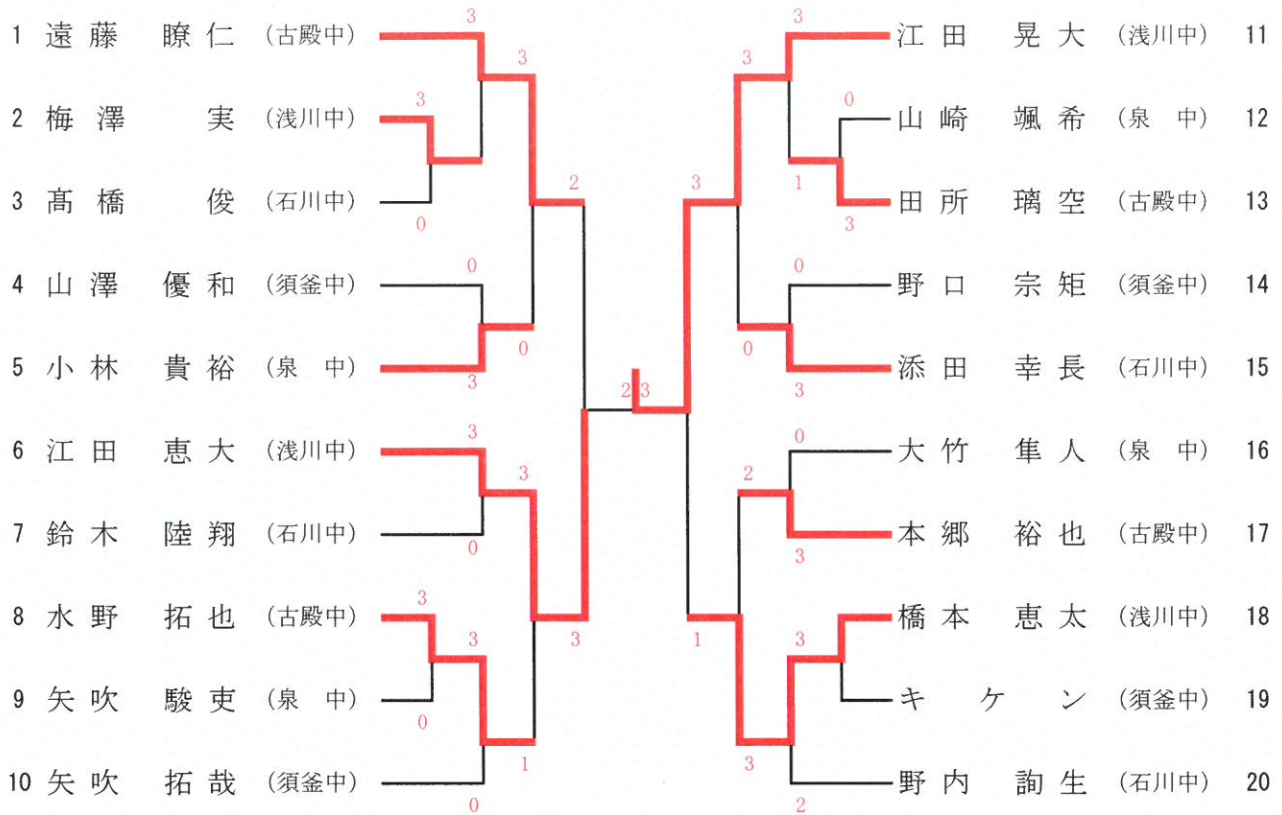 3 3
1 遠藤 瞭仁 (古殿中) 江田 晃大 (浅川中) 11
3 3
3 0
2 梅澤 実 (浅川中) 山崎 颯希 (泉 中) 12
2 3 1
3 髙橋 俊 (石川中) 田所 璃空 (古殿中) 13
0 3
0 0
4 山澤 優和 (須釜中) 野口 宗矩 (須釜中) 14
0 0
5 小林 貴裕 (泉 中) 添田 幸長 (石川中) 15
3 2 3 3
3 0
6 江田 恵大 (浅川中) 大竹 隼人 (泉 中) 16
3 2
7 鈴木 陸翔 (石川中) 本郷 裕也 (古殿中) 17
0 3
3
8 水野 拓也 (古殿中) 橋本 恵太 (浅川中) 18
3 3 1 3
9 矢吹 駿吏 (泉 中) キケン (須釜中) 19
0
1 3
10 矢吹 拓哉 (須釜中) 野内 詢生 (石川中) 20
0 2